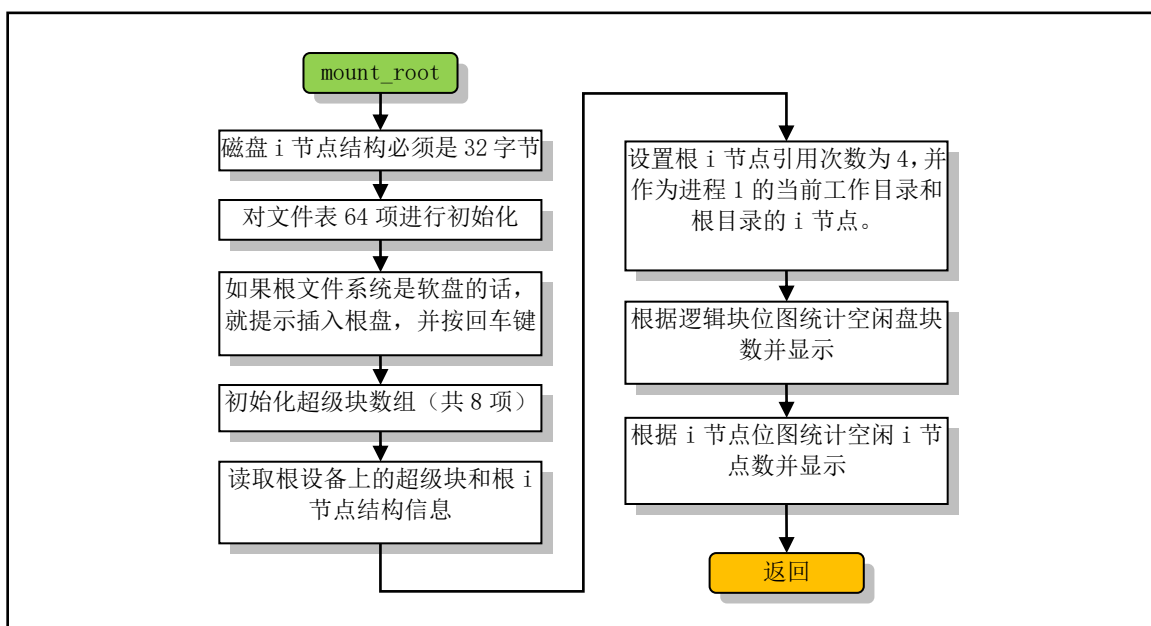 mount_root
磁盘 i 节点结构必须是 32 字节
对文件表 64 项进行初始化
如果根文件系统是软盘的话，
就提示插入根盘，并按回车键
初始化超级块数组（共 8 项）
读取根设备上的超级块和根 i
节点结构信息
设置根 i 节点引用次数为 4，并
作为进程 1 的当前工作目录和
根目录的 i 节点。
根据逻辑块位图统计空闲盘块
数并显示
根据 i 节点位图统计空闲 i 节
点数并显示
返回